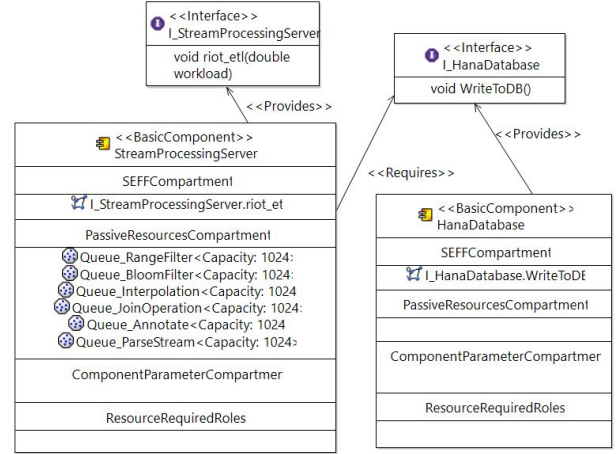 <<Interface>>
I_StreamProcessingServer
void riot_etl(double
workload)
<<Interface>>
I_HanaDatabase
void WriteToDB()
<<Provides>>
<<Provides>>
<<Requires>>
<<BasicComponent>>
StreamProcessingServer
SEFFCompartment
I_StreamProcessingServer.riot_et
PassiveResourcesCompartment
Queue_RangeFilter<Capacity: 1024>
Queue_BloomFilter<Capacity: 1024>
Queue_Interpolation<Capacity: 1024
Queue_JoinOperation<Capacity: 1024>
Queue_Annotate<Capacity: 1024
Queue_ParseStream<Capacity: 1024>
ComponentParameterCompartmer
ResourceRequiredRoles
<<BasicComponent>>
HanaDatabase
SEFFCompartment
I_HanaDatabase.WriteToDB
PassiveResourcesCompartment
ComponentParameterCompartmer
ResourceRequiredRoles